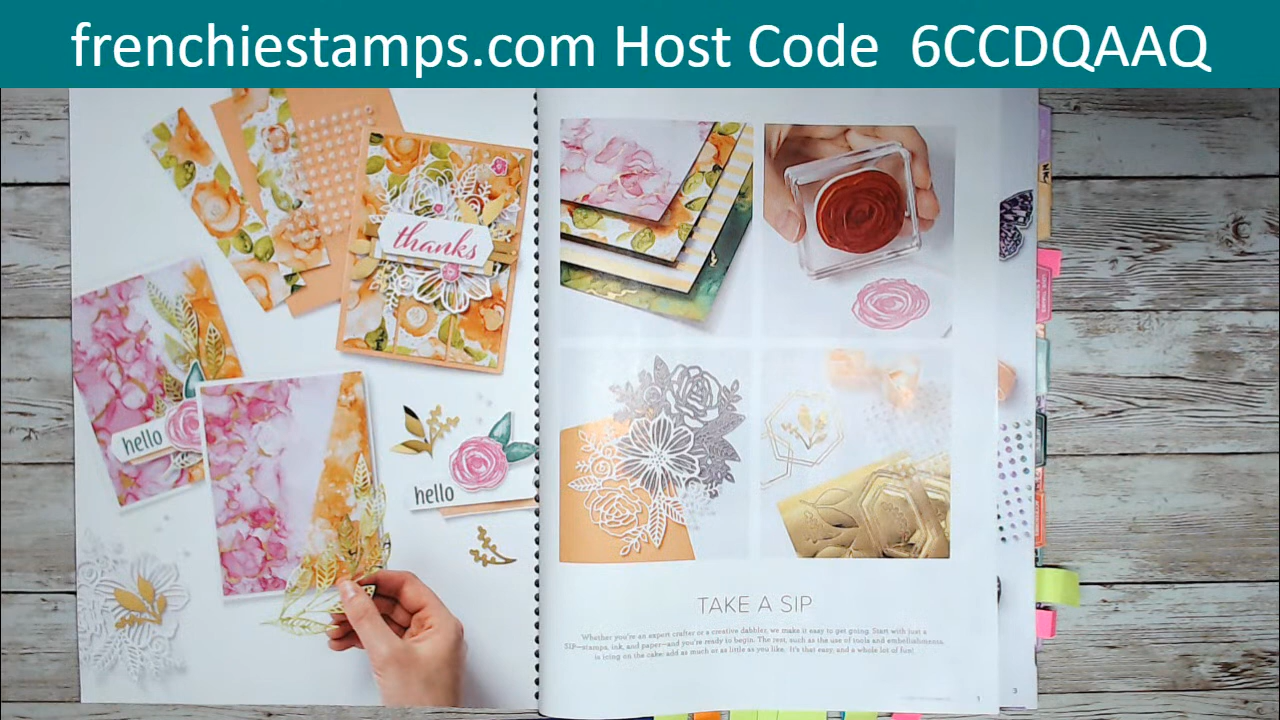 frenchiestamps.com Host Code 6CCDQAAQ
thanks
hello
hello
TAKE A SIP
Whether you're an expert crafter or a creative dabbler, we make it easy to get going. Start with just a
SIP—stamps, ink, and paper—and you're ready to begin. The rest, such as the use of tools and embellishments,
is icing on the cake: add as much or as little as you like. It's that easy, and a whole lot of fun!
1
3